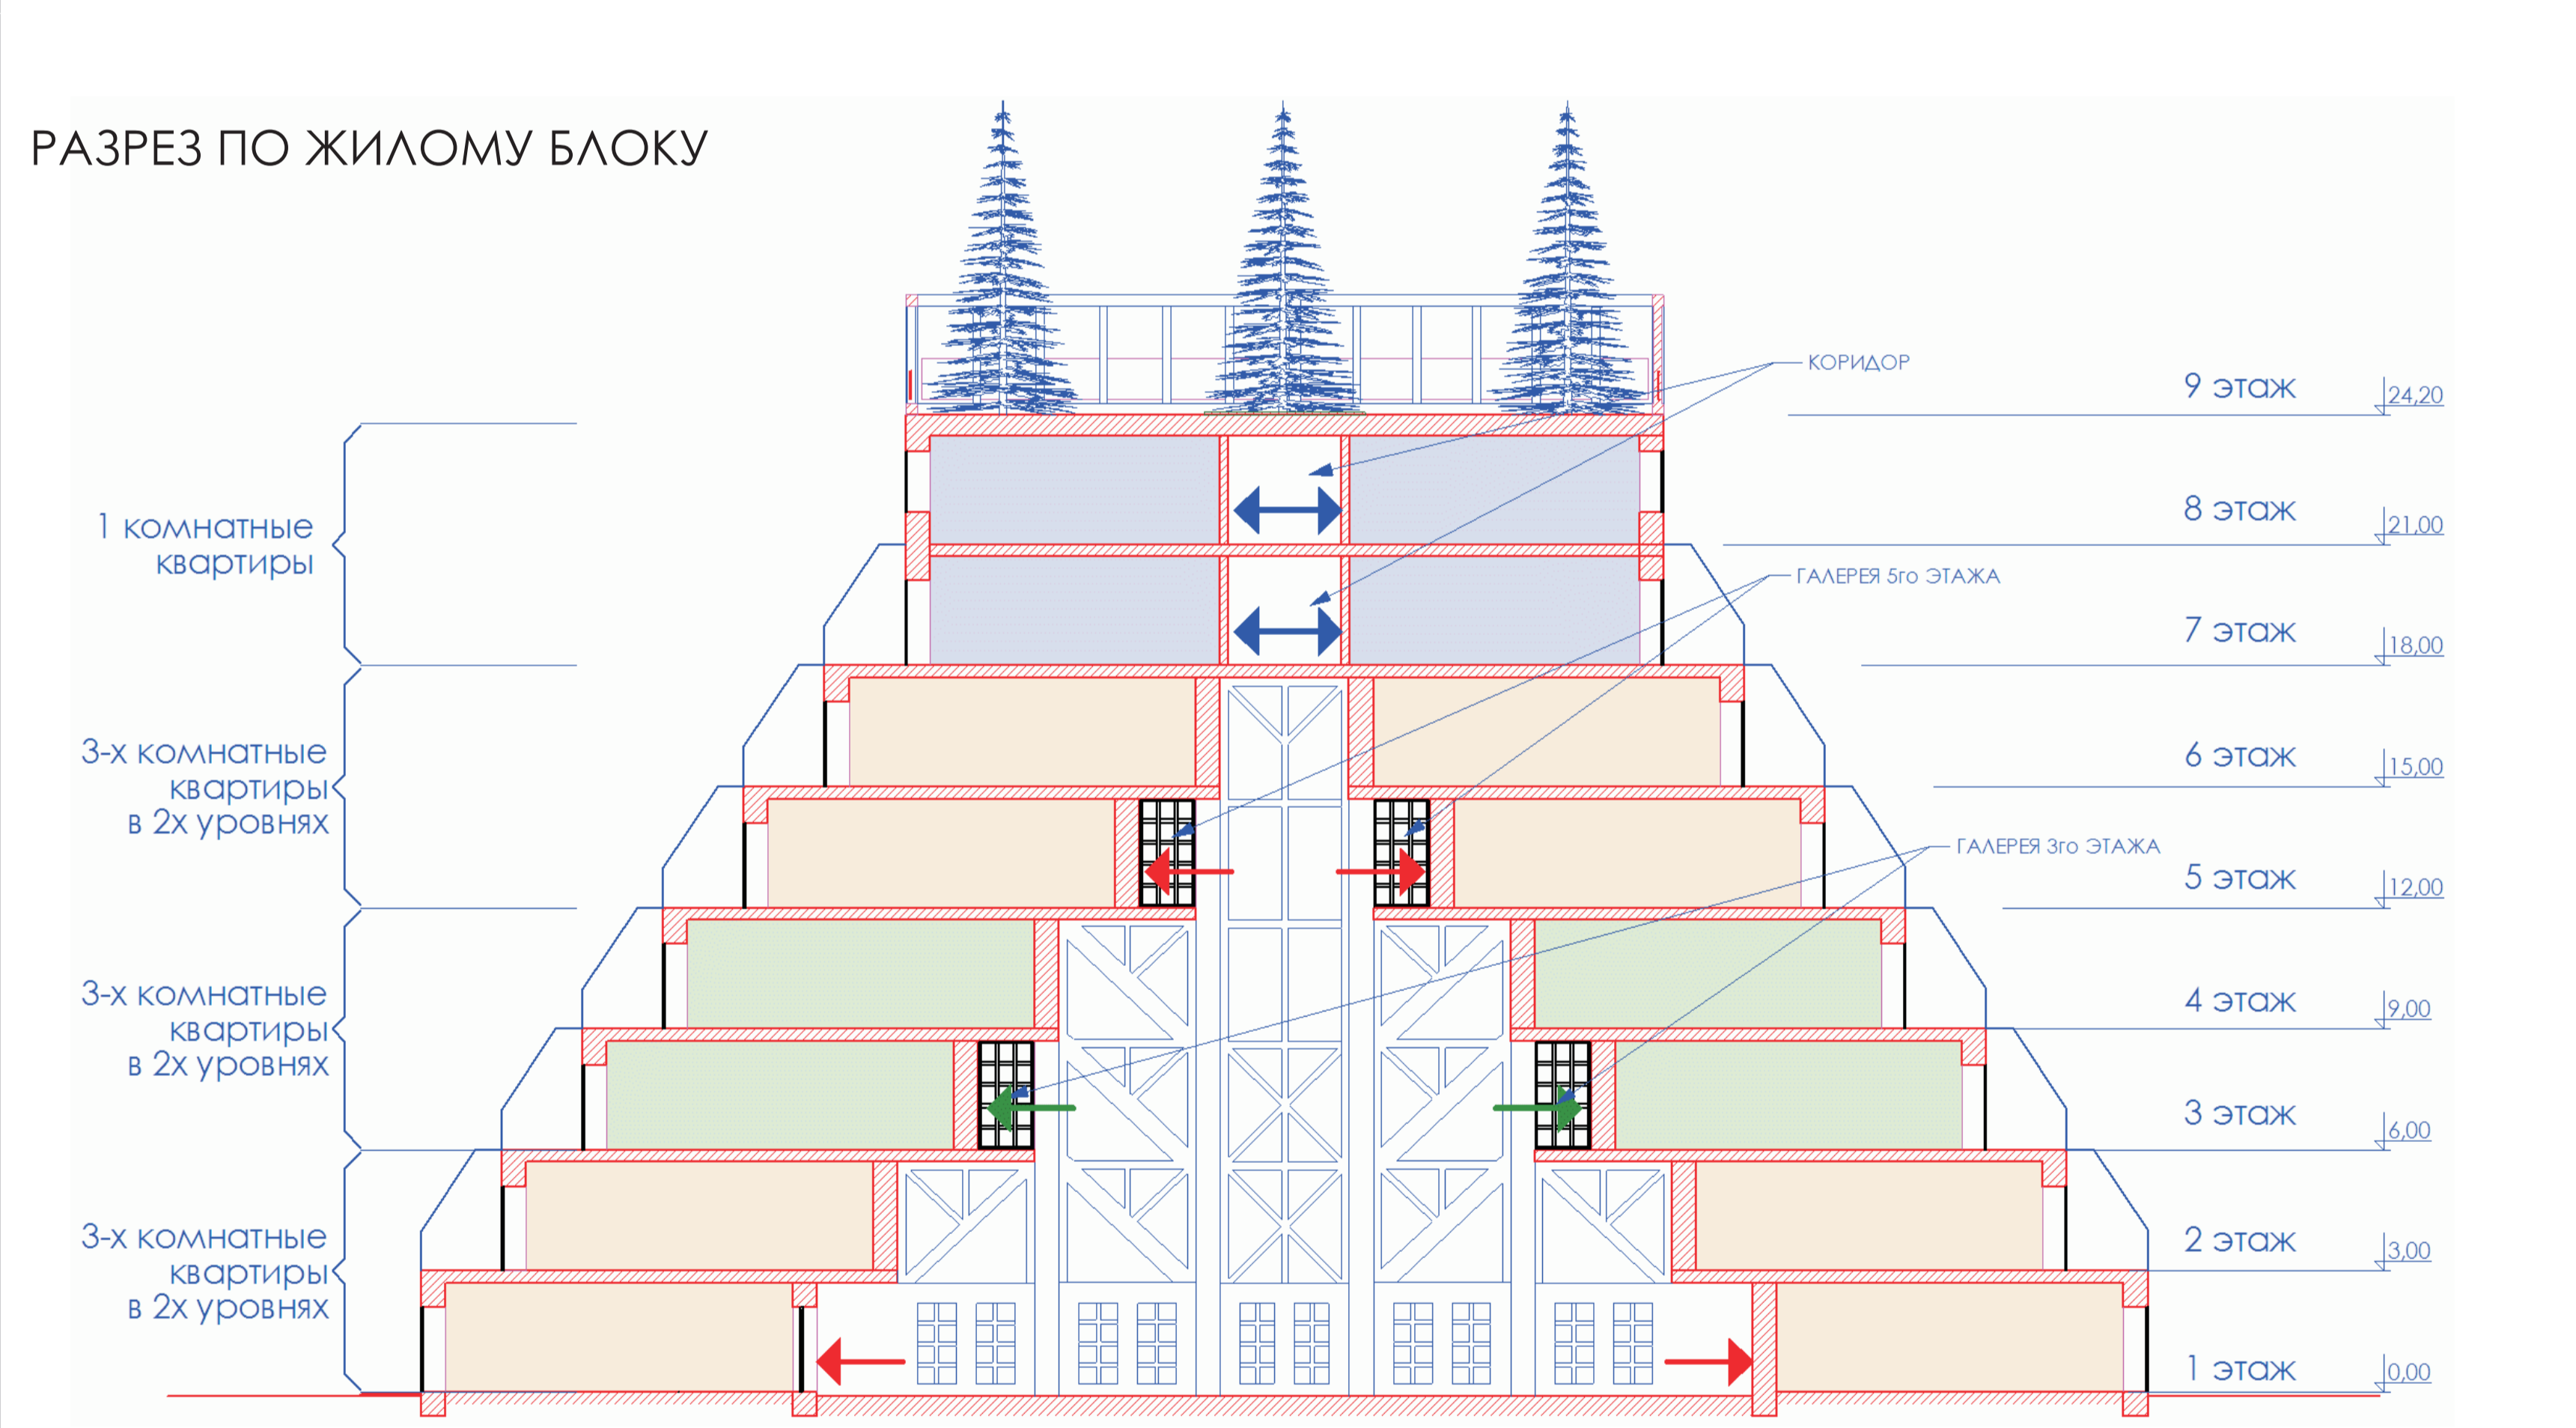 РАЗРЕЗ ПО ЖИЛОМУ БЛОКУ
КОРИДОР
9 этаж
24,20
1 комнатные
квартиры
8 этаж
21,00
ГАЛЕРЕЯ 5го ЭТАЖА
7 этаж
18,00
3-х комнатные
квартиры
в 2х уровнях
6 этаж
15,00
ГАЛЕРЕЯ 3го ЭТАЖА
5 этаж
12,00
3-х комнатные
квартиры
в 2х уровнях
4 этаж
9,00
3 этаж
6,00
3-х комнатные
квартиры
в 2х уровнях
2 этаж
3,00
1 этаж
0,00